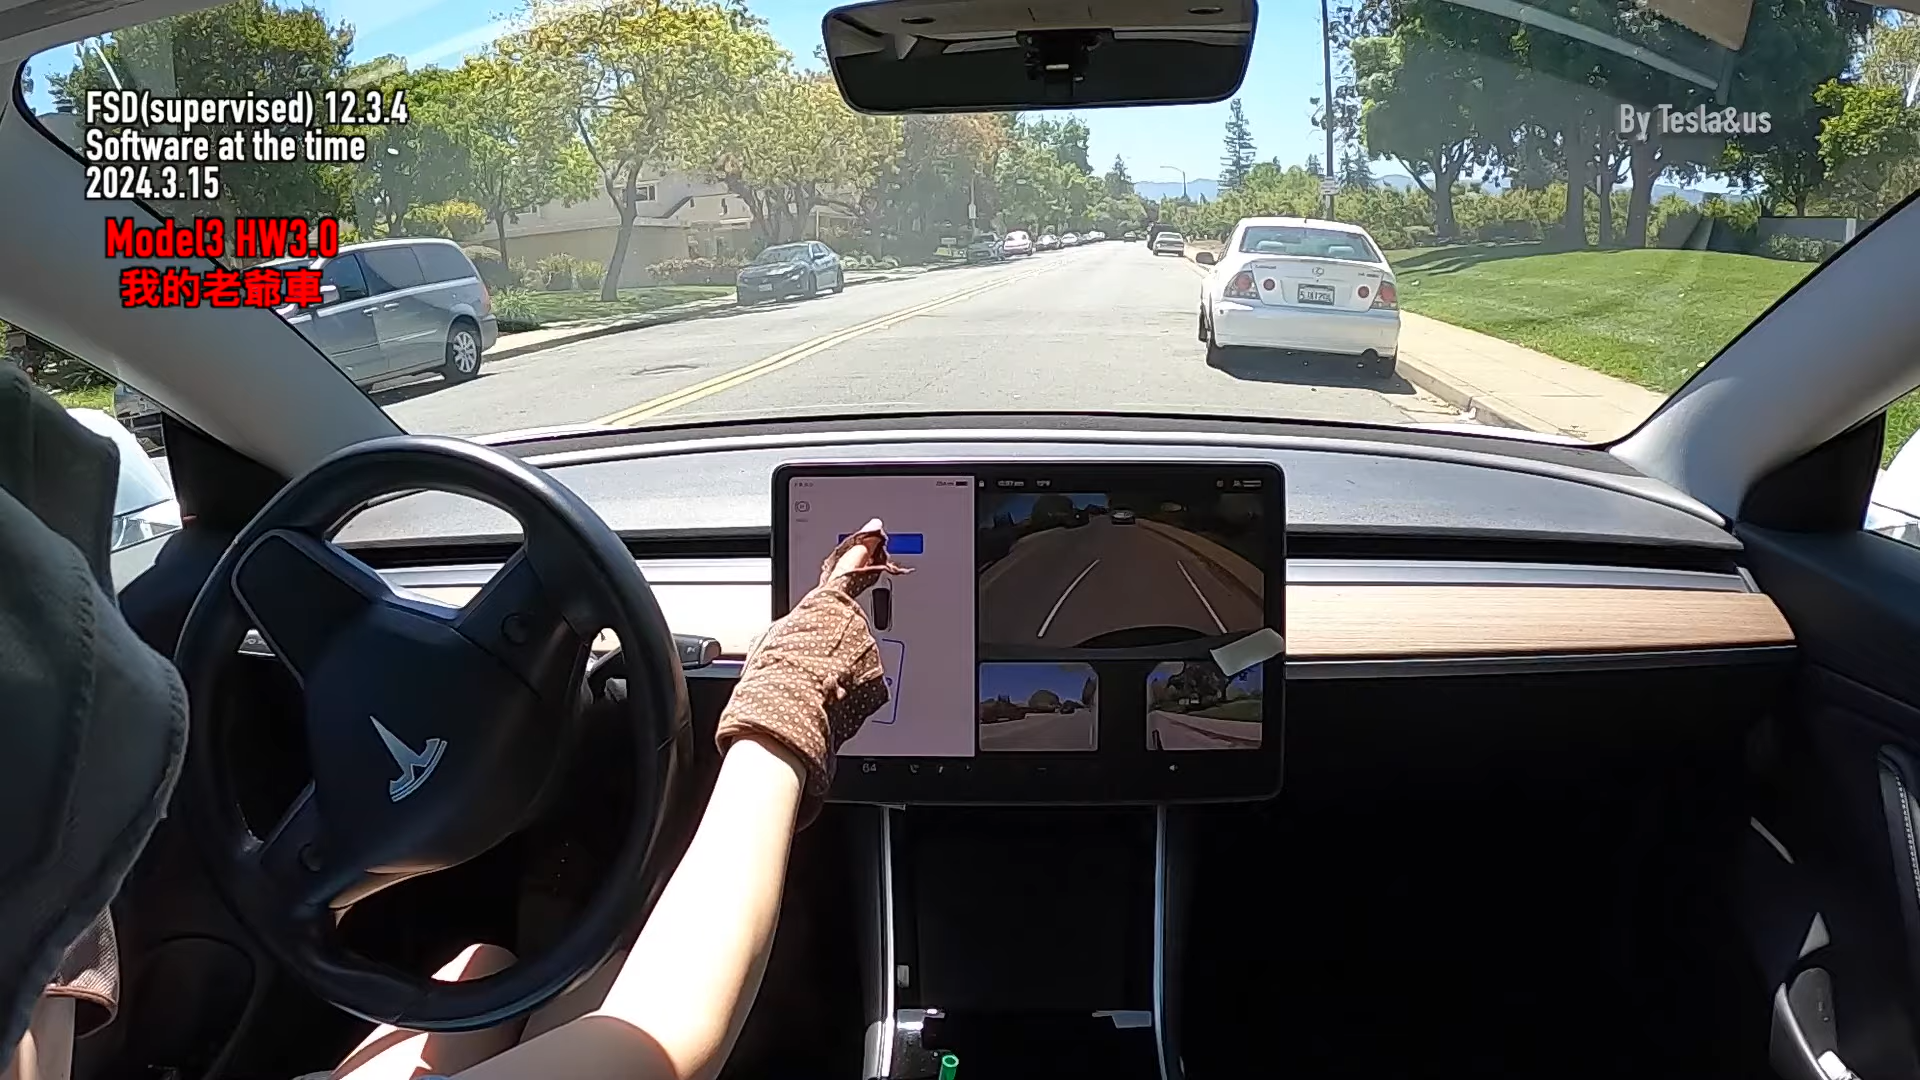 FSD(supervised) 12.3.4
Software at the time
2024.3.15
By Tesla&us
Model3 HW3.0
我的老爺車
64